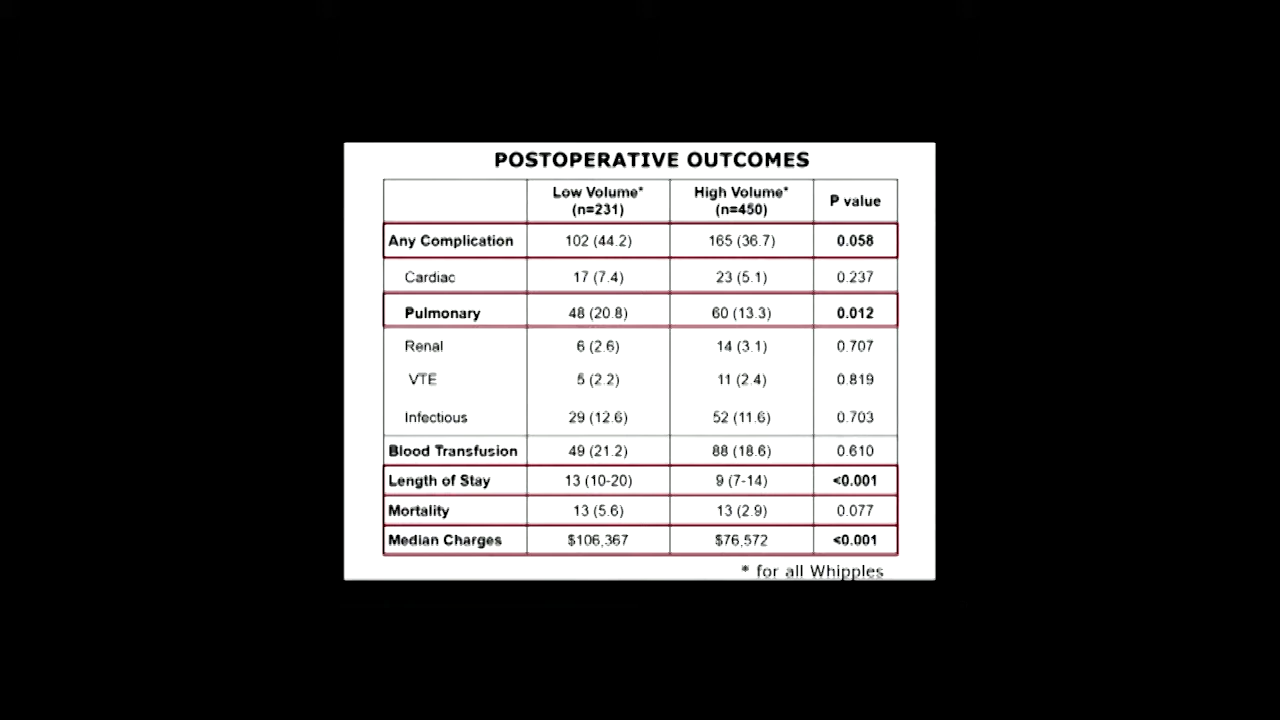 POSTOPERATIVE OUTCOMES
Low Volume* (n=231) High Volume* (n=450) P value
Any Complication 102 (44.2) 165 (36.7) 0.058
Cardiac 17 (7.4) 23 (5.1) 0.237
Pulmonary 48 (20.8) 60 (13.3) 0.012
Renal 6 (2.6) 14 (3.1) 0.707
VTE 5 (2.2) 11 (2.4) 0.819
Infectious 29 (12.6) 52 (11.6) 0.703
Blood Transfusion 49 (21.2) 88 (18.6) 0.610
Length of Stay 13 (10-20) 9 (7-14) <0.001
Mortality 13 (5.6) 13 (2.9) 0.077
Median Charges $106,367 $76,572 <0.001
* for all Whipples